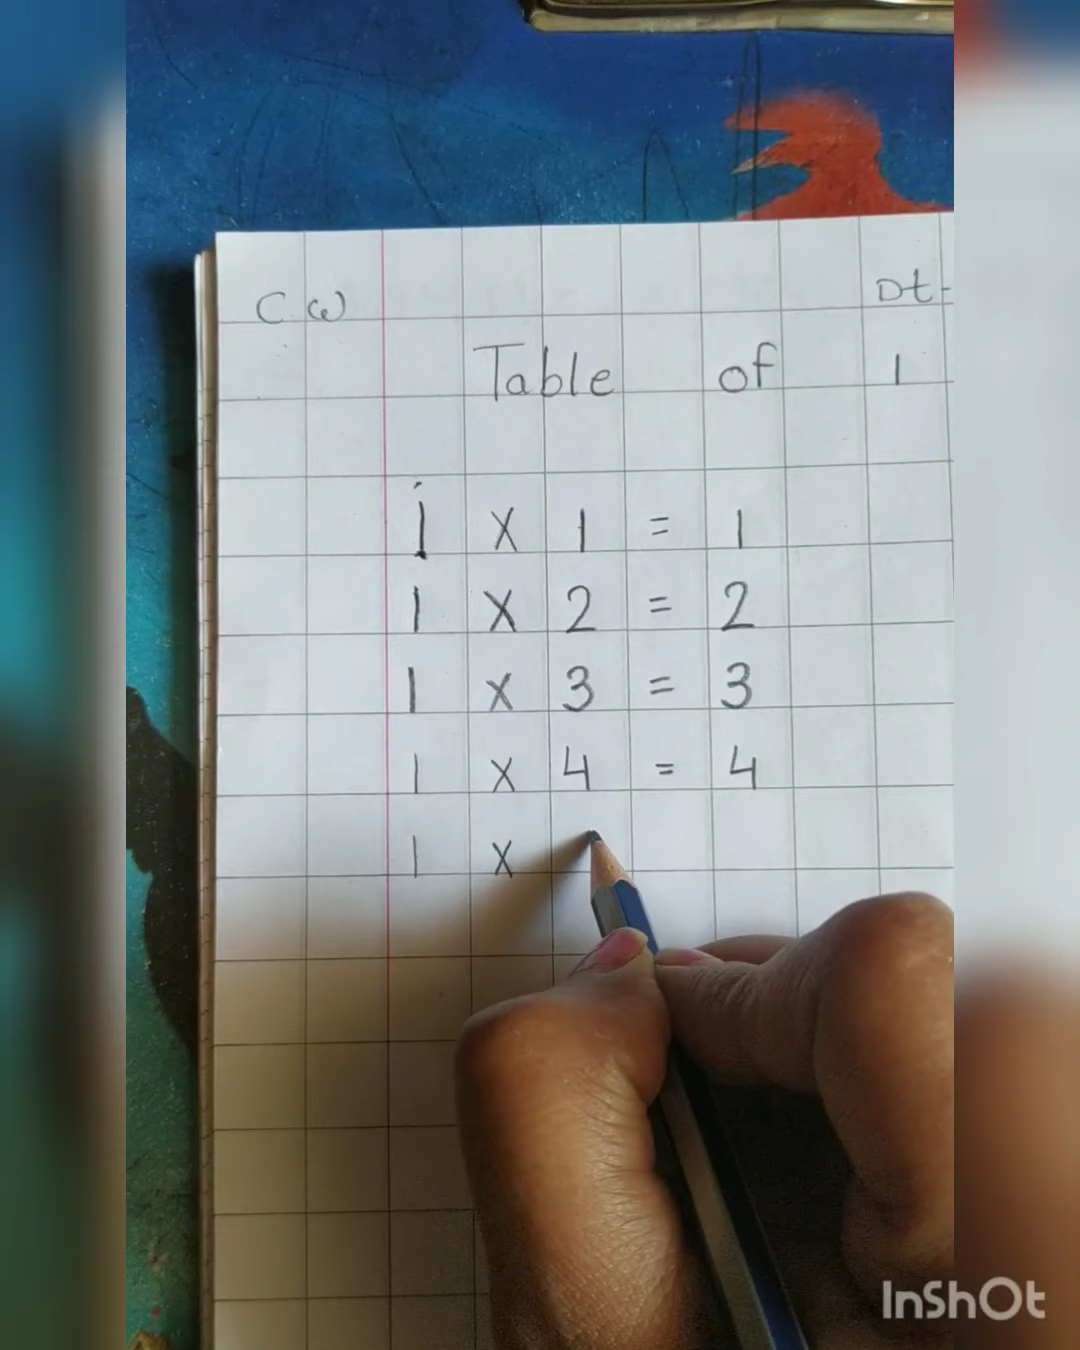 C.W Dt-
Table of 1
1 x 1 = 1
1 x 2 = 2
1 x 3 = 3
1 x 4 = 4
1 x
InShOt